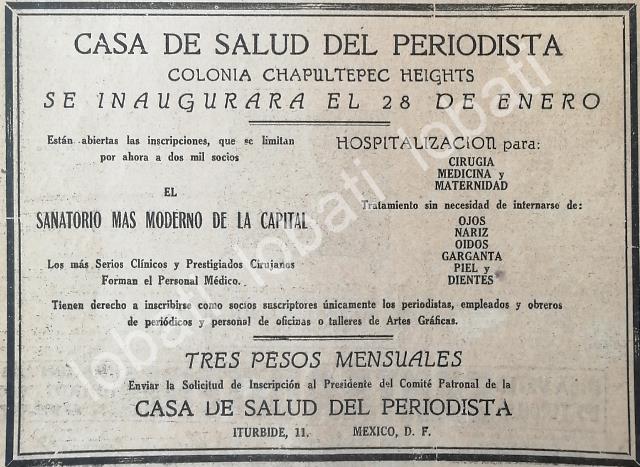 CASA DE SALUD DEL PERIODISTA
COLONIA CHAPULTEPEC HEIGHTS
SE INAUGURARA EL 28 DE ENERO
Están abiertas las inscripciones, que se limitan
por ahora a dos mil socios
EL
SANATORIO MAS MODERNO DE LA CAPITAL
Los más Serios Clínicos y Prestigiados Cirujanos
Forman el Personal Médico.
HOSPITALIZACION para:
CIRUGIA
MEDICINA y
MATERNIDAD
Tratamiento sin necesidad de internarse de:
OJOS
NARIZ
OIDOS
GARGANTA
PIEL y
DIENTES
Tienen derecho a inscribirse como socios suscriptores únicamente los periodistas, empleados y obreros
de periódicos y personal de oficinas o talleres de Artes Gráficas.
TRES PESOS MENSUALES
Enviar la Solicitud de Inscripción al Presidente del Comité Patronal de la
CASA DE SALUD DEL PERIODISTA
ITURBIDE, 11. MEXICO, D. F.
lobati lobati lobati lobati